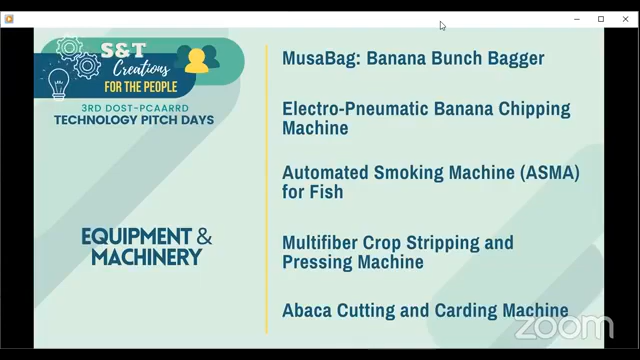 S&T
Creations
FOR THE PEOPLE
3RD DOST-PCAARRD
TECHNOLOGY PITCH DAYS
EQUIPMENT &
MACHINERY
MusaBag: Banana Bunch Bagger
Electro-Pneumatic Banana Chipping
Machine
Automated Smoking Machine (ASMA)
for Fish
Multifiber Crop Stripping and
Pressing Machine
Abaca Cutting and Carding Machine
zoom